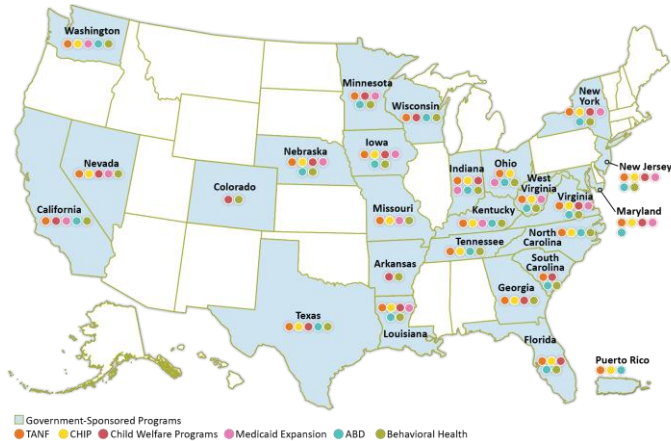 Washington
Minnesota
Wisconsin
New
York
Nebraska
Iowa
Indiana
Ohio
New Jersey
West
Virginia
Virginia
Maryland
Nevada
Colorado
California
Missouri
Kentucky
Tennessee
North
Carolina
South
Carolina
Arkansas
Georgia
Texas
Louisiana
Florida
Puerto Rico
Government-Sponsored Programs
TANF CHIP Child Welfare Programs Medicaid Expansion ABD Behavioral Health